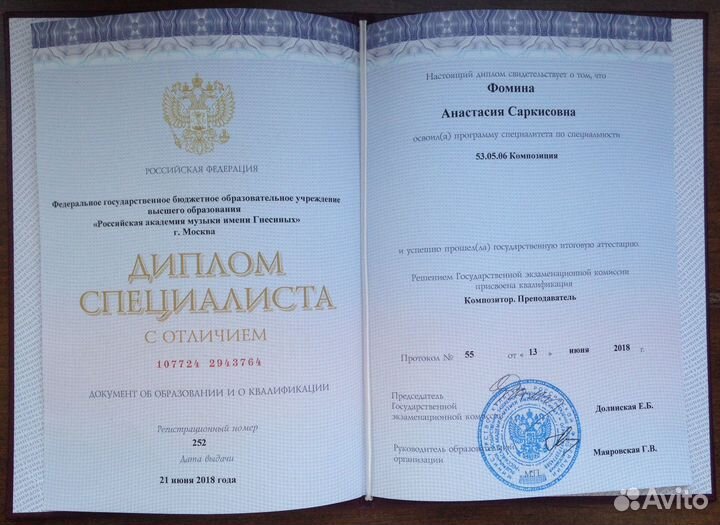 РОССИЙСКАЯ ФЕДЕРАЦИЯ
Федеральное государственное бюджетное образовательное учреждение
высшего образования
«Российская академия музыки имени Гнесиных»
г. Москва
ДИПЛОМ
СПЕЦИАЛИСТА
С ОТЛИЧИЕМ
107724 2943764
ДОКУМЕНТ ОБ ОБРАЗОВАНИИ И О КВАЛИФИКАЦИИ
Регистрационный номер
252
Дата выдачи
21 июня 2018 года
Настоящий диплом свидетельствует о том, что
Фомина
Анастасия Саркисовна
освоил(а) программу специалитета по специальности
53.05.06 Композиция
и успешно прошел(ла) государственную итоговую аттестацию
Решением Государственной экзаменационной комиссии
присвоена квалификация
Композитор. Преподаватель
Протокол № 55 от « 13 » июня 2018 г.
Председатель
Государственной
экзаменационной
Долинская Е.Б.
Руководитель
организации
Маяровская Г.В.
М.П.
Avito